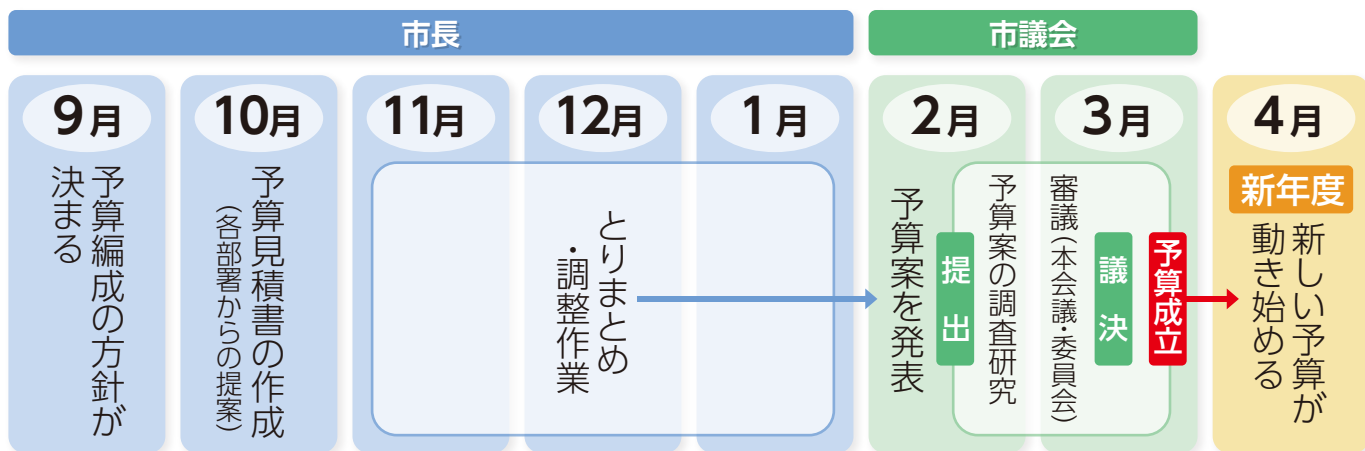 市長
市議会
9月
予算編成の方針が
決まる
10月
予算見積書の作成
(各部署からの提案)
11月
12月
1月
とりまとめ
・調整作業
2月
予算案を発表
提出
予算案の調査研究
3月
審議(本会議・委員会)
議決
予算成立
4月
新年度
新しい予算が
動き始める